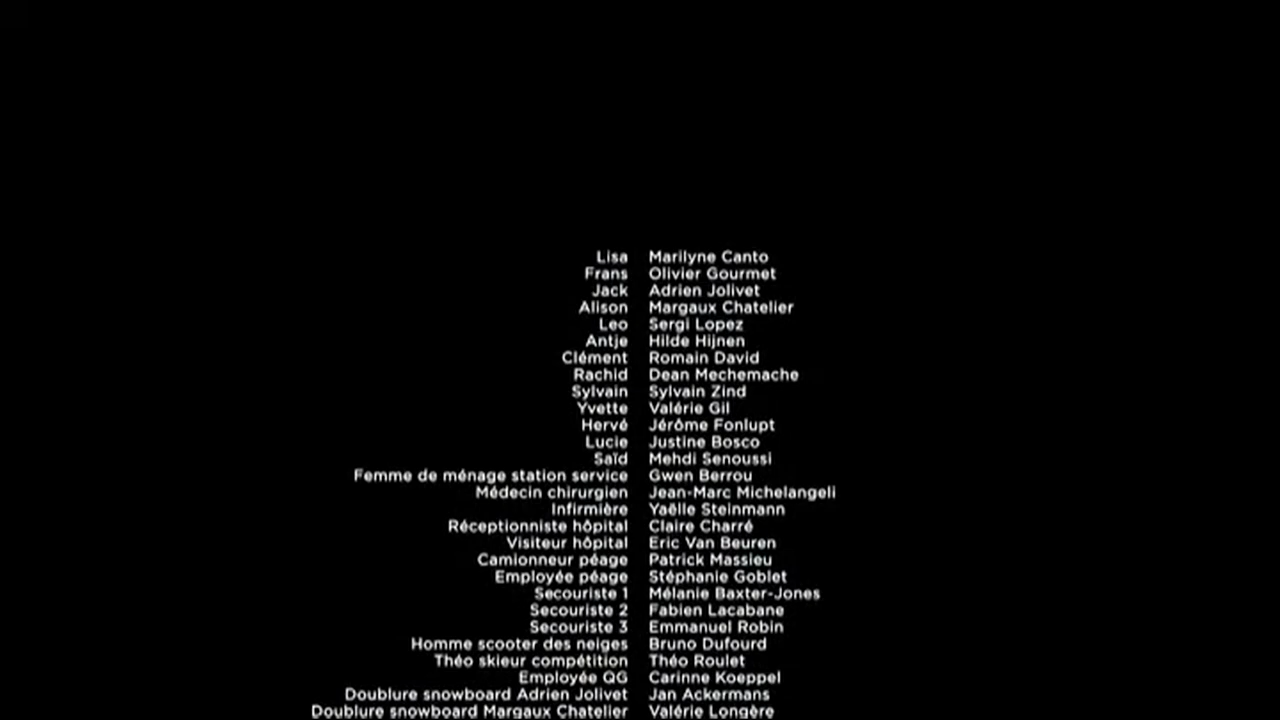 Lisa Marilyne Canto
Frans Olivier Gourmet
Jack Adrien Jolivet
Alison Margaux Chatelier
Leo Sergi Lopez
Antje Hilde Hijnen
Clément Romain David
Rachid Dean Mechemache
Sylvain Sylvain Zind
Yvette Valérie Gil
Hervé Jérôme Fonlupt
Lucie Justine Bosco
Saïd Mehdi Senoussi
Femme de ménage station service Gwen Berrou
Médecin chirurgien Jean-Marc Michelangeli
Infirmière Yaëlle Steinmann
Réceptionniste hôpital Claire Charré
Visiteur hôpital Eric Van Beuren
Camionneur péage Patrick Massieu
Employée péage Stéphanie Goblet
Secouriste 1 Mélanie Baxter-Jones
Secouriste 2 Fabien Lacabane
Secouriste 3 Emmanuel Robin
Homme scooter des neiges Bruno Dufourd
Théo skieur compétition Théo Roulet
Employée QG Carinne Koeppel
Doublure snowboard Adrien Jolivet Jan Ackermans
Doublure snowboard Margaux Chatelier Valérie Longère